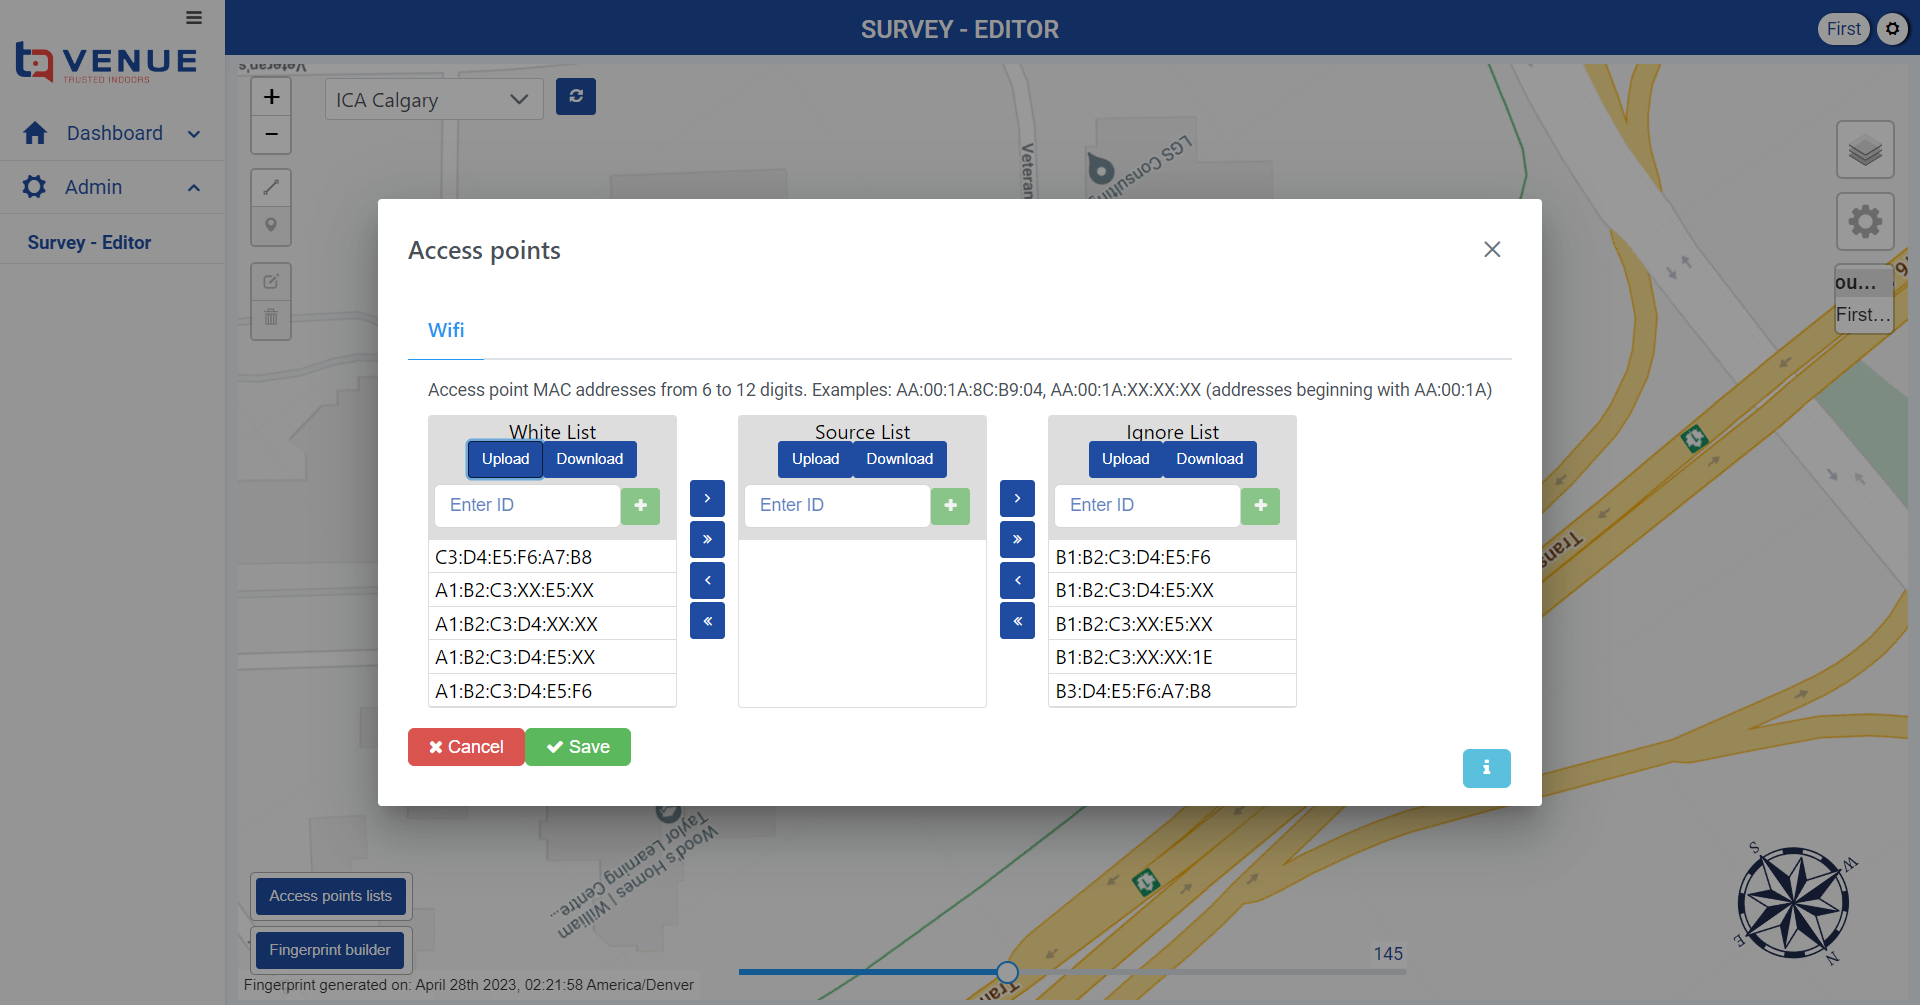 VENUE
TRUSTED INDOORS
SURVEY - EDITOR
First
Dashboard
Admin
Survey - Editor
Veteran's
+
−
ICA Calgary
Veteran
LGS Consulting
ou...
First...
Access points
Wifi
Access point MAC addresses from 6 to 12 digits. Examples: AA:00:1A:8C:B9:04, AA:00:1A:XX:XX:XX (addresses beginning with AA:00:1A)
White List
Upload
Download
Enter ID
C3:D4:E5:F6:A7:B8
A1:B2:C3:XX:E5:XX
A1:B2:C3:D4:XX:XX
A1:B2:C3:D4:E5:XX
A1:B2:C3:D4:E5:F6
Source List
Upload
Download
Enter ID
Ignore List
Upload
Download
Enter ID
B1:B2:C3:D4:E5:F6
B1:B2:C3:D4:E5:XX
B1:B2:C3:XX:E5:XX
B1:B2:C3:XX:XX:1E
B3:D4:E5:F6:A7:B8
Cancel
Save
Trans
Wood's Homes | William
Taylor Learning Centre...
S
W
E
N
Access points lists
Fingerprint builder
145
Fingerprint generated on: April 28th 2023, 02:21:58 America/Denver
Trans